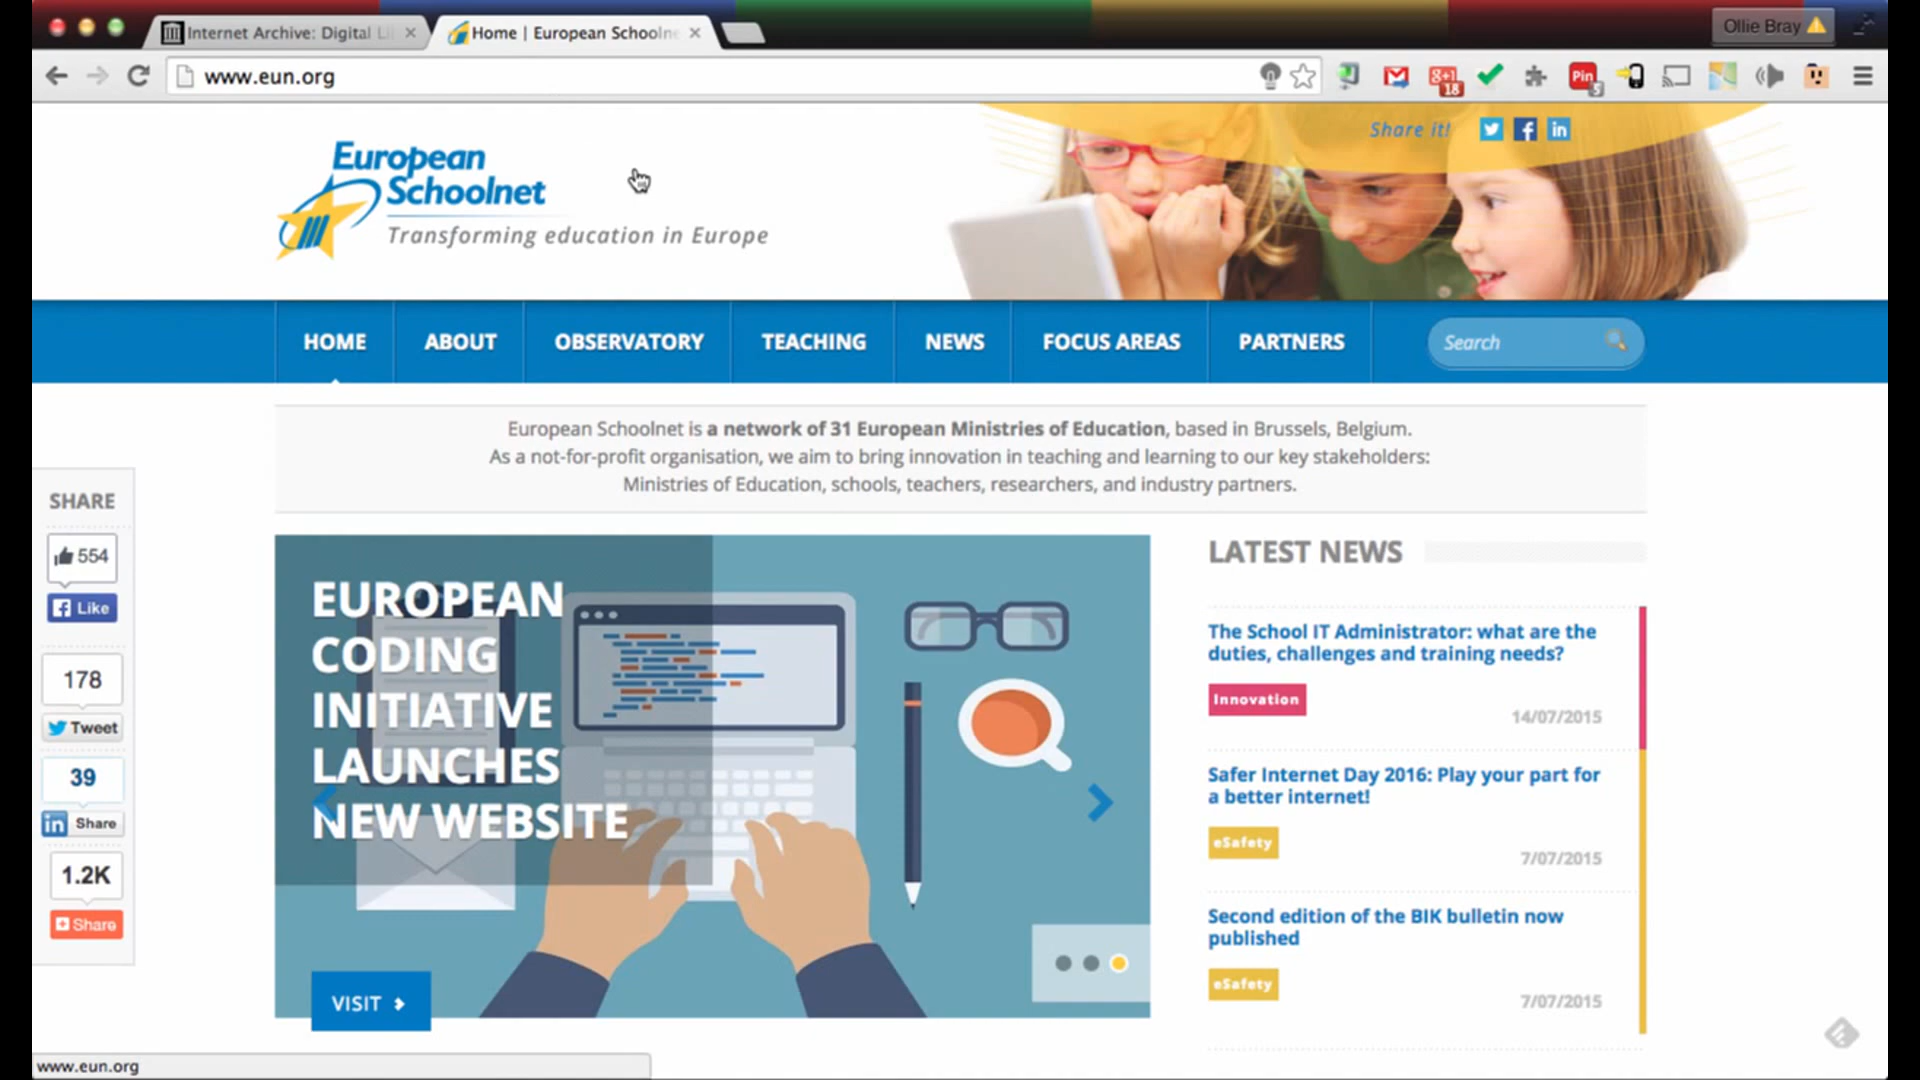 Internet Archive: Digital Li
Home | European Schooln
Ollie Bray
www.eun.org
g+1
18
Pin
5
European
Schoolnet
Transforming education in Europe
Share it!
HOME
ABOUT
OBSERVATORY
TEACHING
NEWS
FOCUS AREAS
PARTNERS
Search
European Schoolnet is a network of 31 European Ministries of Education, based in Brussels, Belgium.
As a not-for-profit organisation, we aim to bring innovation in teaching and learning to our key stakeholders:
Ministries of Education, schools, teachers, researchers, and industry partners.
SHARE
554
Like
178
Tweet
39
in Share
1.2K
Share
EUROPEAN
CODING
INITIATIVE
LAUNCHES
NEW WEBSITE
VISIT
LATEST NEWS
The School IT Administrator: what are the
duties, challenges and training needs?
Innovation
14/07/2015
Safer Internet Day 2016: Play your part for
a better internet!
eSafety
7/07/2015
Second edition of the BIK bulletin now
published
eSafety
7/07/2015
www.eun.org